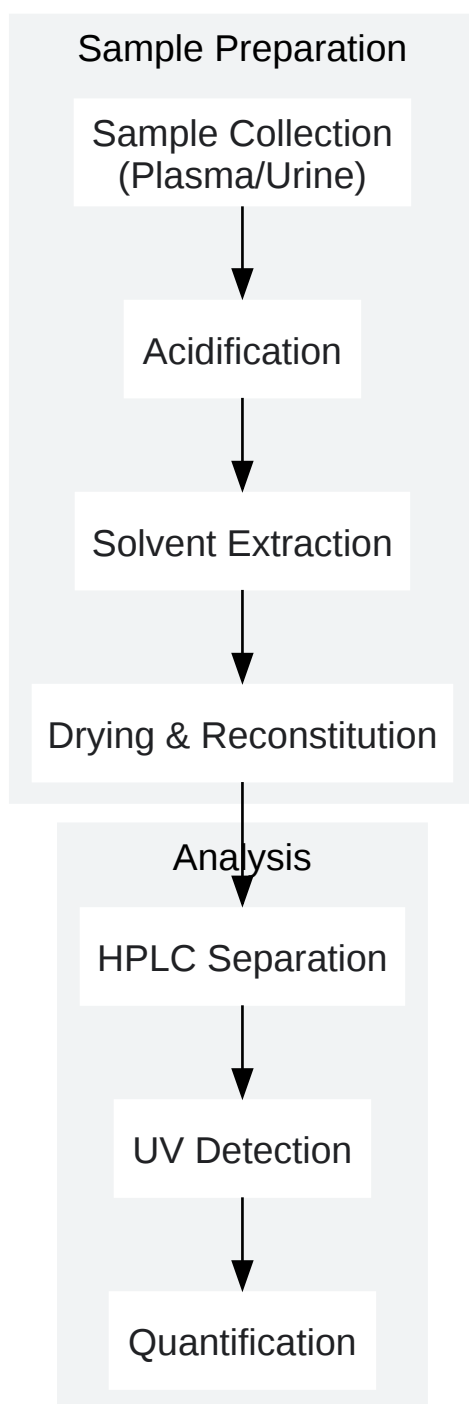 Sample Preparation
Sample Collection
(Plasma/Urine)
Acidification
Solvent Extraction
Drying & Reconstitution
Analysis
HPLC Separation
UV Detection
Quantification